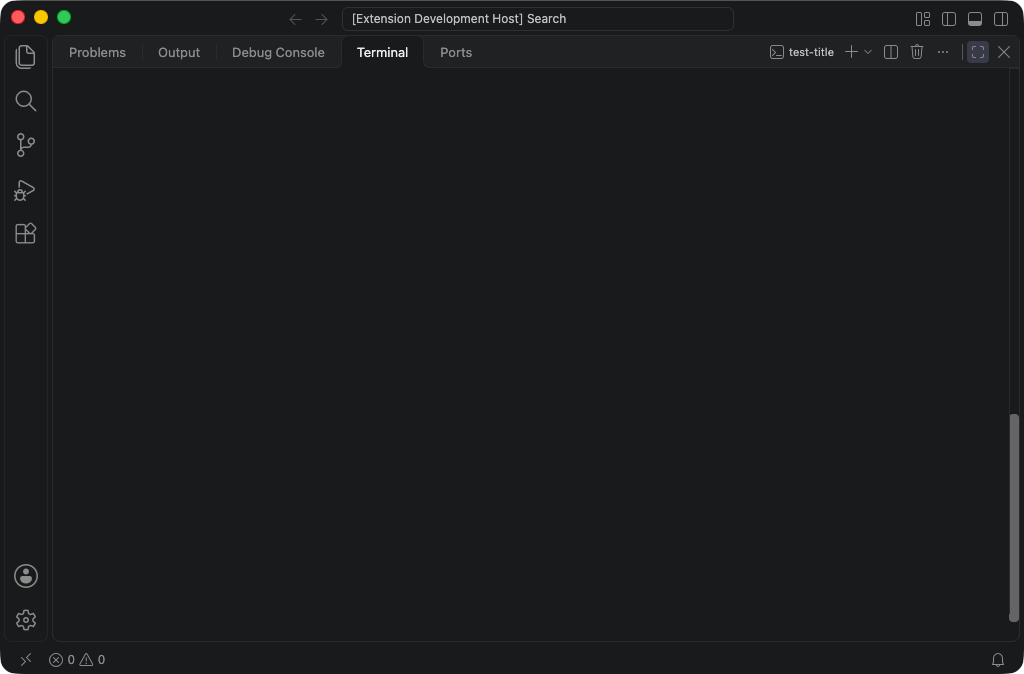 [Extension Development Host] Search
Problems Output Debug Console Terminal Ports test-title
0 0